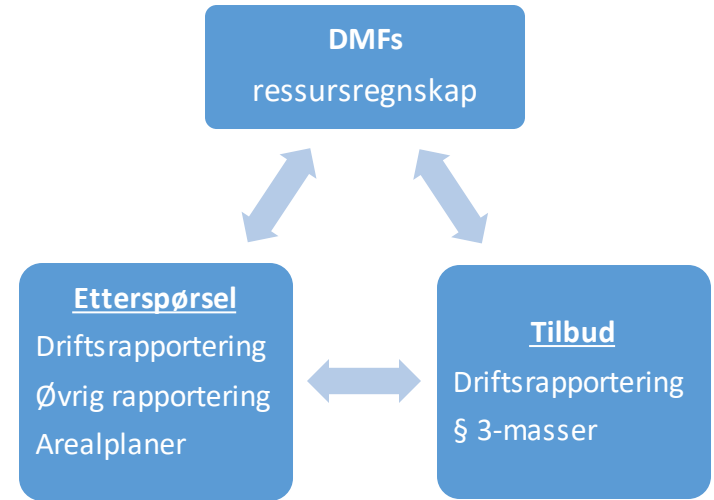 DMFs
ressursregnskap
Etterspørsel
Driftsrapportering
Øvrig rapportering
Arealplaner
Tilbud
Driftsrapportering
§ 3-masser